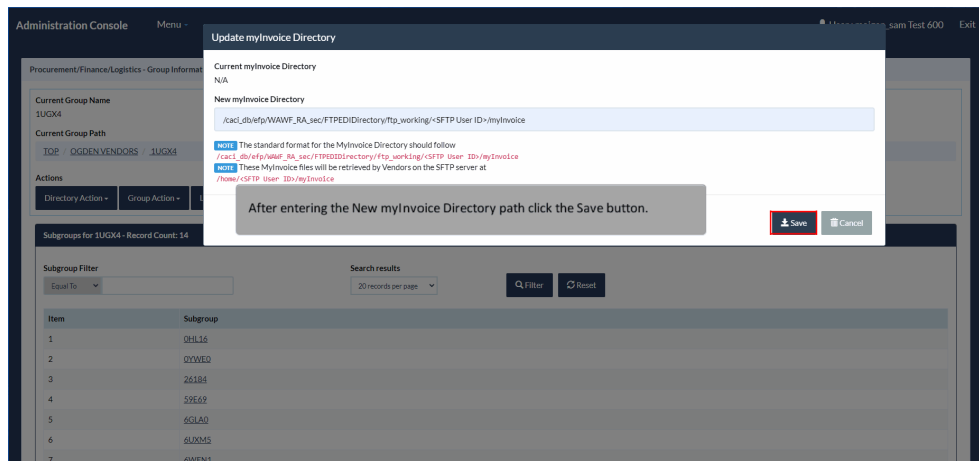 Administration Console Menu
sam Test 600 Exit
Update myInvoice Directory
Procurement/Finance/Logistics - Group Informat
Current myInvoice Directory
N/A
New myInvoice Directory
/caci_db/efp/WAWF_RA_sec/FTPEDIDirectory/ftp_working/<SFTP User ID>/myInvoice
NOTE The standard format for the MyInvoice Directory should follow
/caci_db/efp/WAWF_RA_sec/FTPEDIDirectory/ftp_working/<SFTP User ID>/myInvoice
NOTE These MyInvoice files will be retrieved by Vendors on the SFTP server at
/home/<SFTP User ID>/myInvoice
Current Group Name
1UGX4
Current Group Path
TOP / OGDEN VENDORS / 1UGX4
Actions
Directory Action Group Action
After entering the New myInvoice Directory path click the Save button.
Save Cancel
Subgroups for 1UGX4 - Record Count: 14
Subgroup Filter Search results
Equal To 20 records per page Filter Reset
Item Subgroup
1 0HL16
2 0YWE0
3 26184
4 59E69
5 6GLA0
6 6UXM5
7 6WEN1